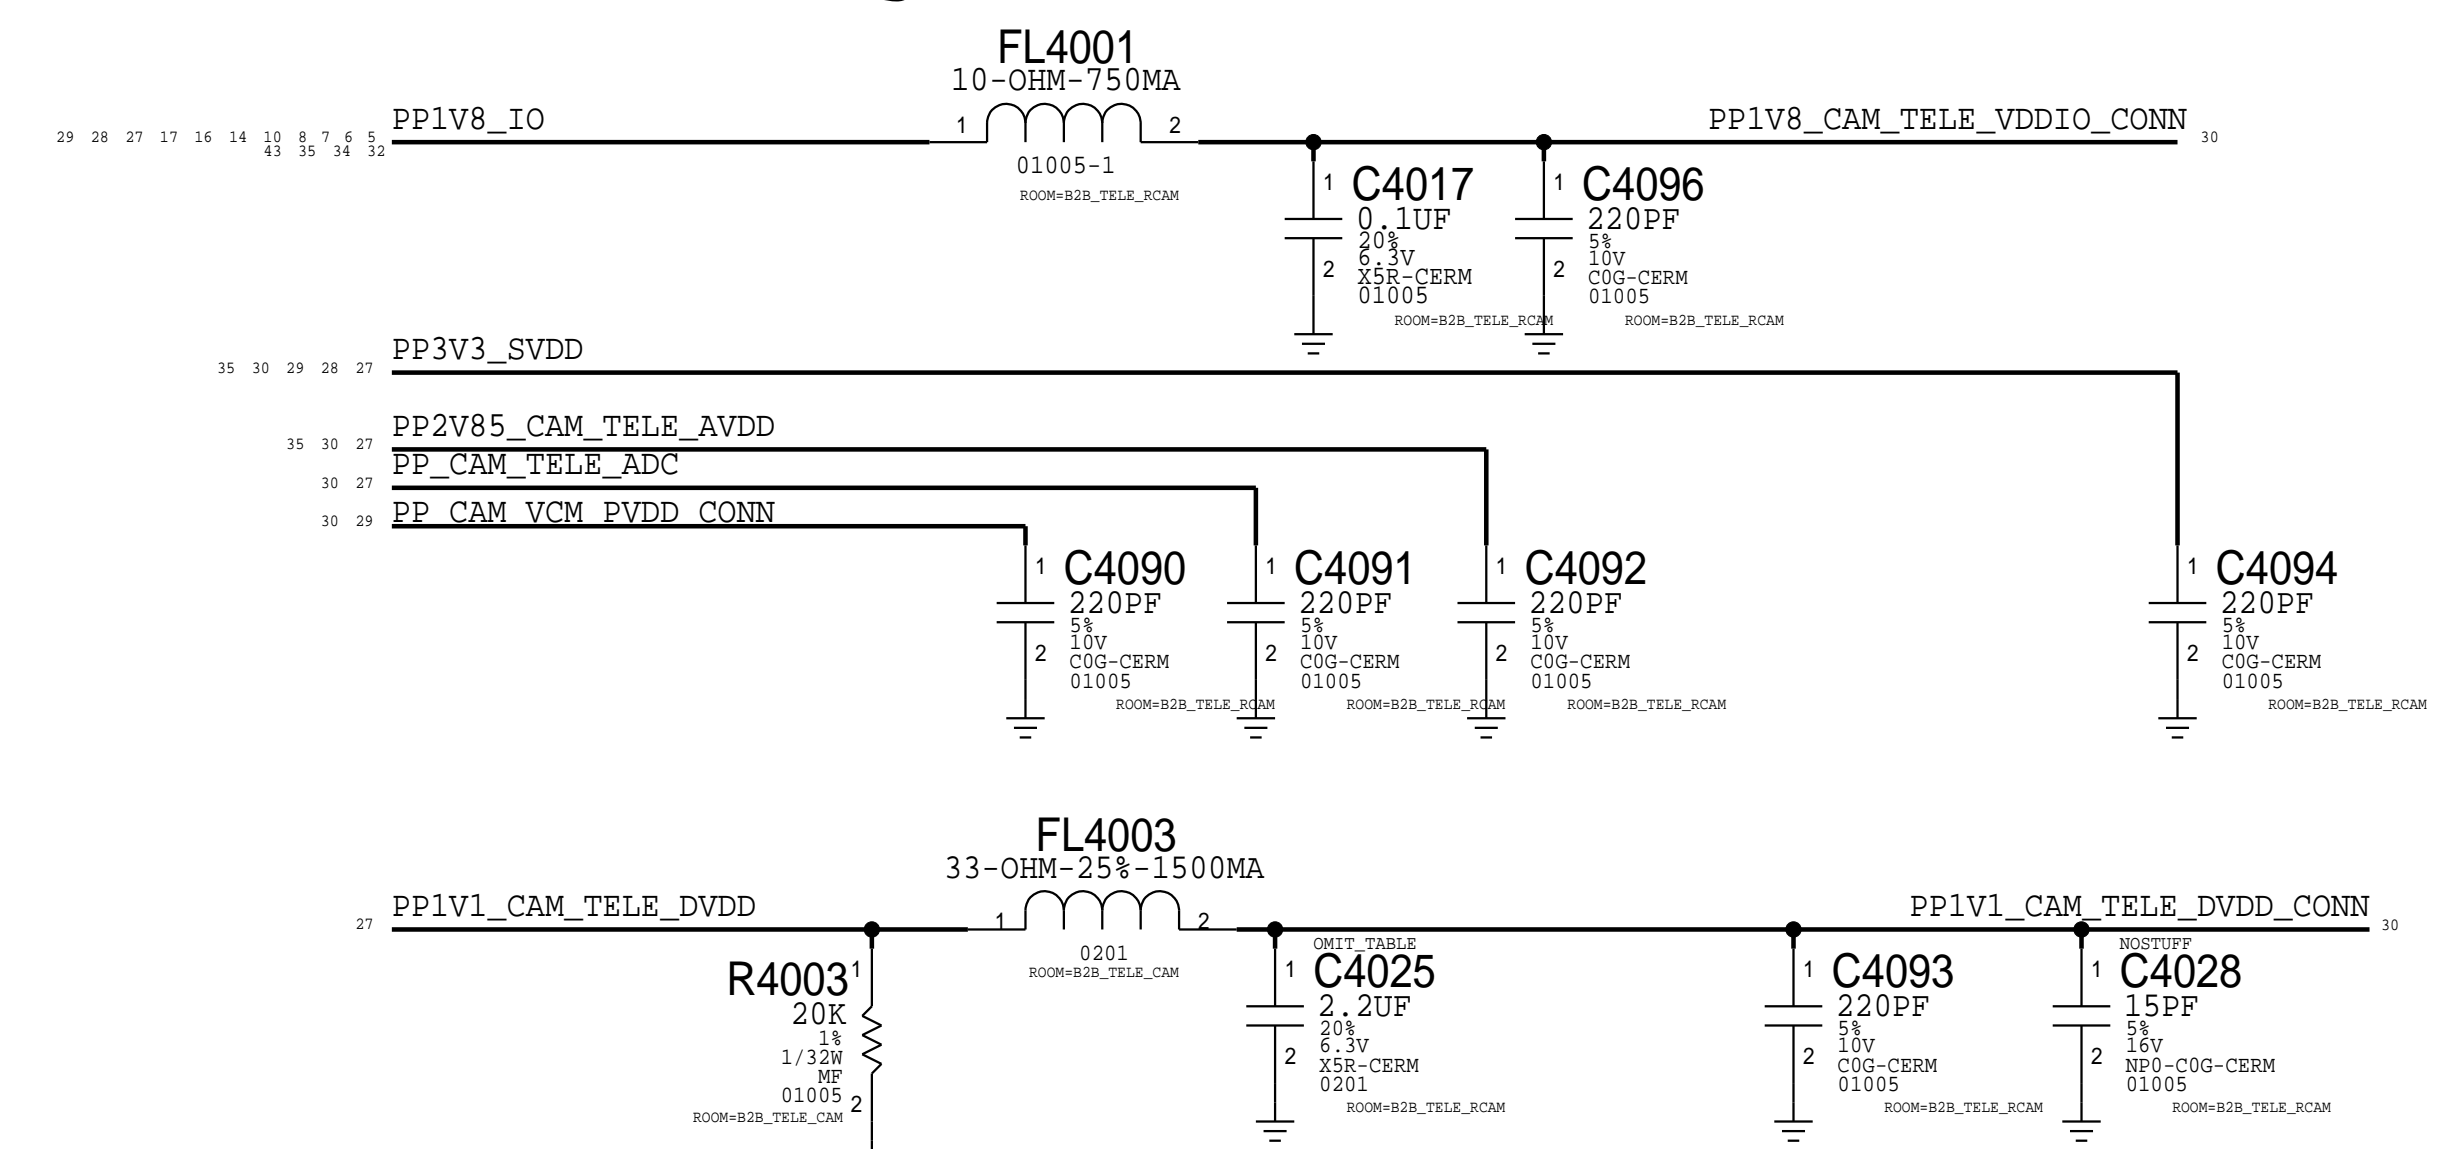 FL4001
10-OHM-750MA
PP1V8_IO
1
2
PP1V8_CAM_TELE_VDDIO_CONN
29 28 27 17 16 14 10 8 7 6 5
43 35 34 32
30
01005-1
ROOM=B2B_TELE_RCAM
1
C4017
0.1UF
20%
6.3V
2
X5R-CERM
01005
ROOM=B2B_TELE_RCAM
1
C4096
220PF
5%
10V
2
C0G-CERM
01005
ROOM=B2B_TELE_RCAM
PP3V3_SVDD
35 30 29 28 27
PP2V85_CAM_TELE_AVDD
35 30 27
PP_CAM_TELE_ADC
30 27
PP_CAM_VCM_PVDD_CONN
30 29
1
C4090
220PF
5%
10V
2
C0G-CERM
01005
ROOM=B2B_TELE_RCAM
1
C4091
220PF
5%
10V
2
C0G-CERM
01005
ROOM=B2B_TELE_RCAM
1
C4092
220PF
5%
10V
2
C0G-CERM
01005
ROOM=B2B_TELE_RCAM
1
C4094
220PF
5%
10V
2
C0G-CERM
01005
ROOM=B2B_TELE_RCAM
FL4003
33-OHM-25%-1500MA
PP1V1_CAM_TELE_DVDD
27
1
2
PP1V1_CAM_TELE_DVDD_CONN
30
0201
ROOM=B2B_TELE_CAM
R4003
1
20K
1%
1/32W
MF
01005
2
ROOM=B2B_TELE_CAM
OMIT_TABLE
1
C4025
2.2UF
20%
6.3V
2
X5R-CERM
0201
ROOM=B2B_TELE_RCAM
1
C4093
220PF
5%
10V
2
C0G-CERM
01005
ROOM=B2B_TELE_RCAM
NOSTUFF
1
C4028
15PF
5%
16V
2
NP0-C0G-CERM
01005
ROOM=B2B_TELE_RCAM